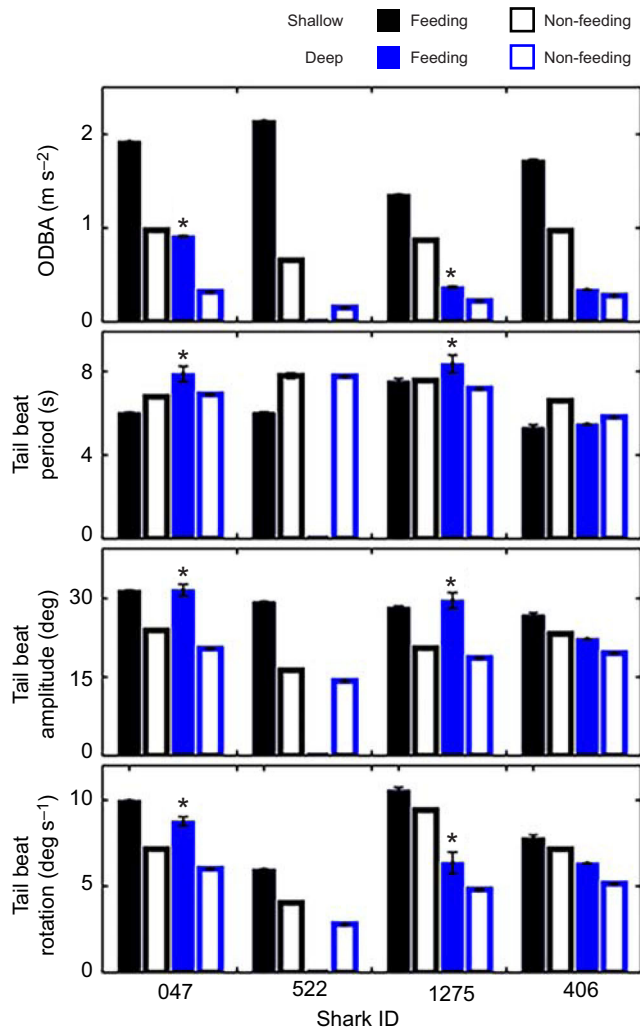 Shallow Feeding Non-feeding
Deep Feeding Non-feeding
ODBA (m s−2)
2
1
0
*
*
Tail beat
period (s)
8
4
0
*
*
Tail beat
amplitude (deg)
30
15
0
*
*
Tail beat
rotation (deg s−1)
10
5
0
*
*
047 522 1275 406
Shark ID